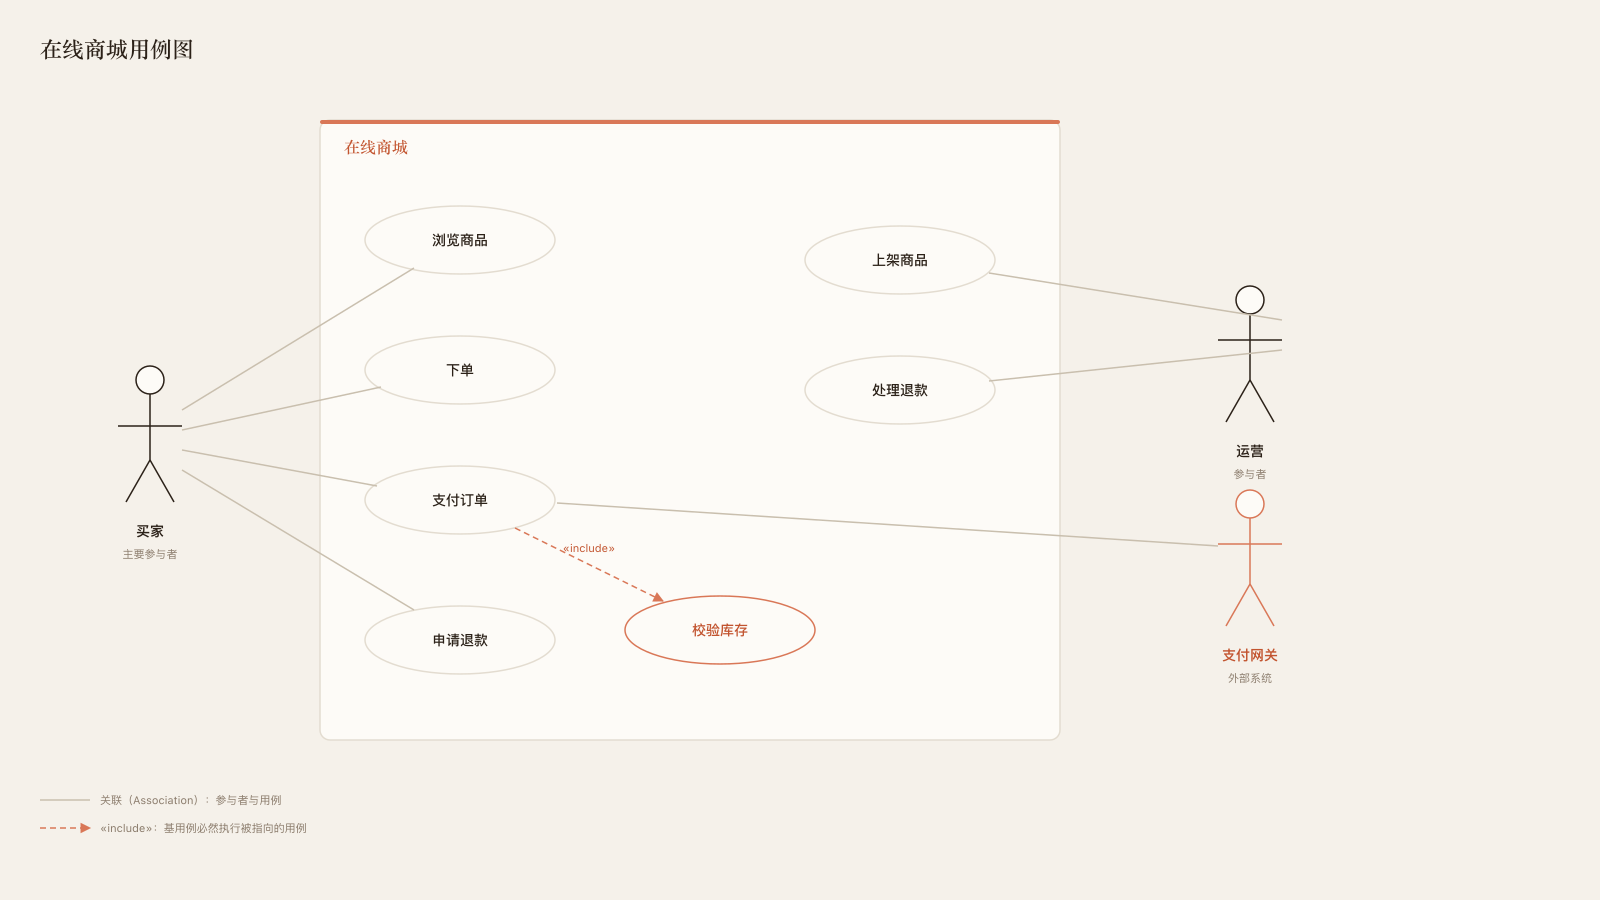 在线商城用例图
在线商城
浏览商品
上架商品
下单
处理退款
支付订单
«include»
校验库存
申请退款
买家
主要参与者
运营
参与者
支付网关
外部系统
关联（Association）：参与者与用例
«include»：基用例必然执行被指向的用例